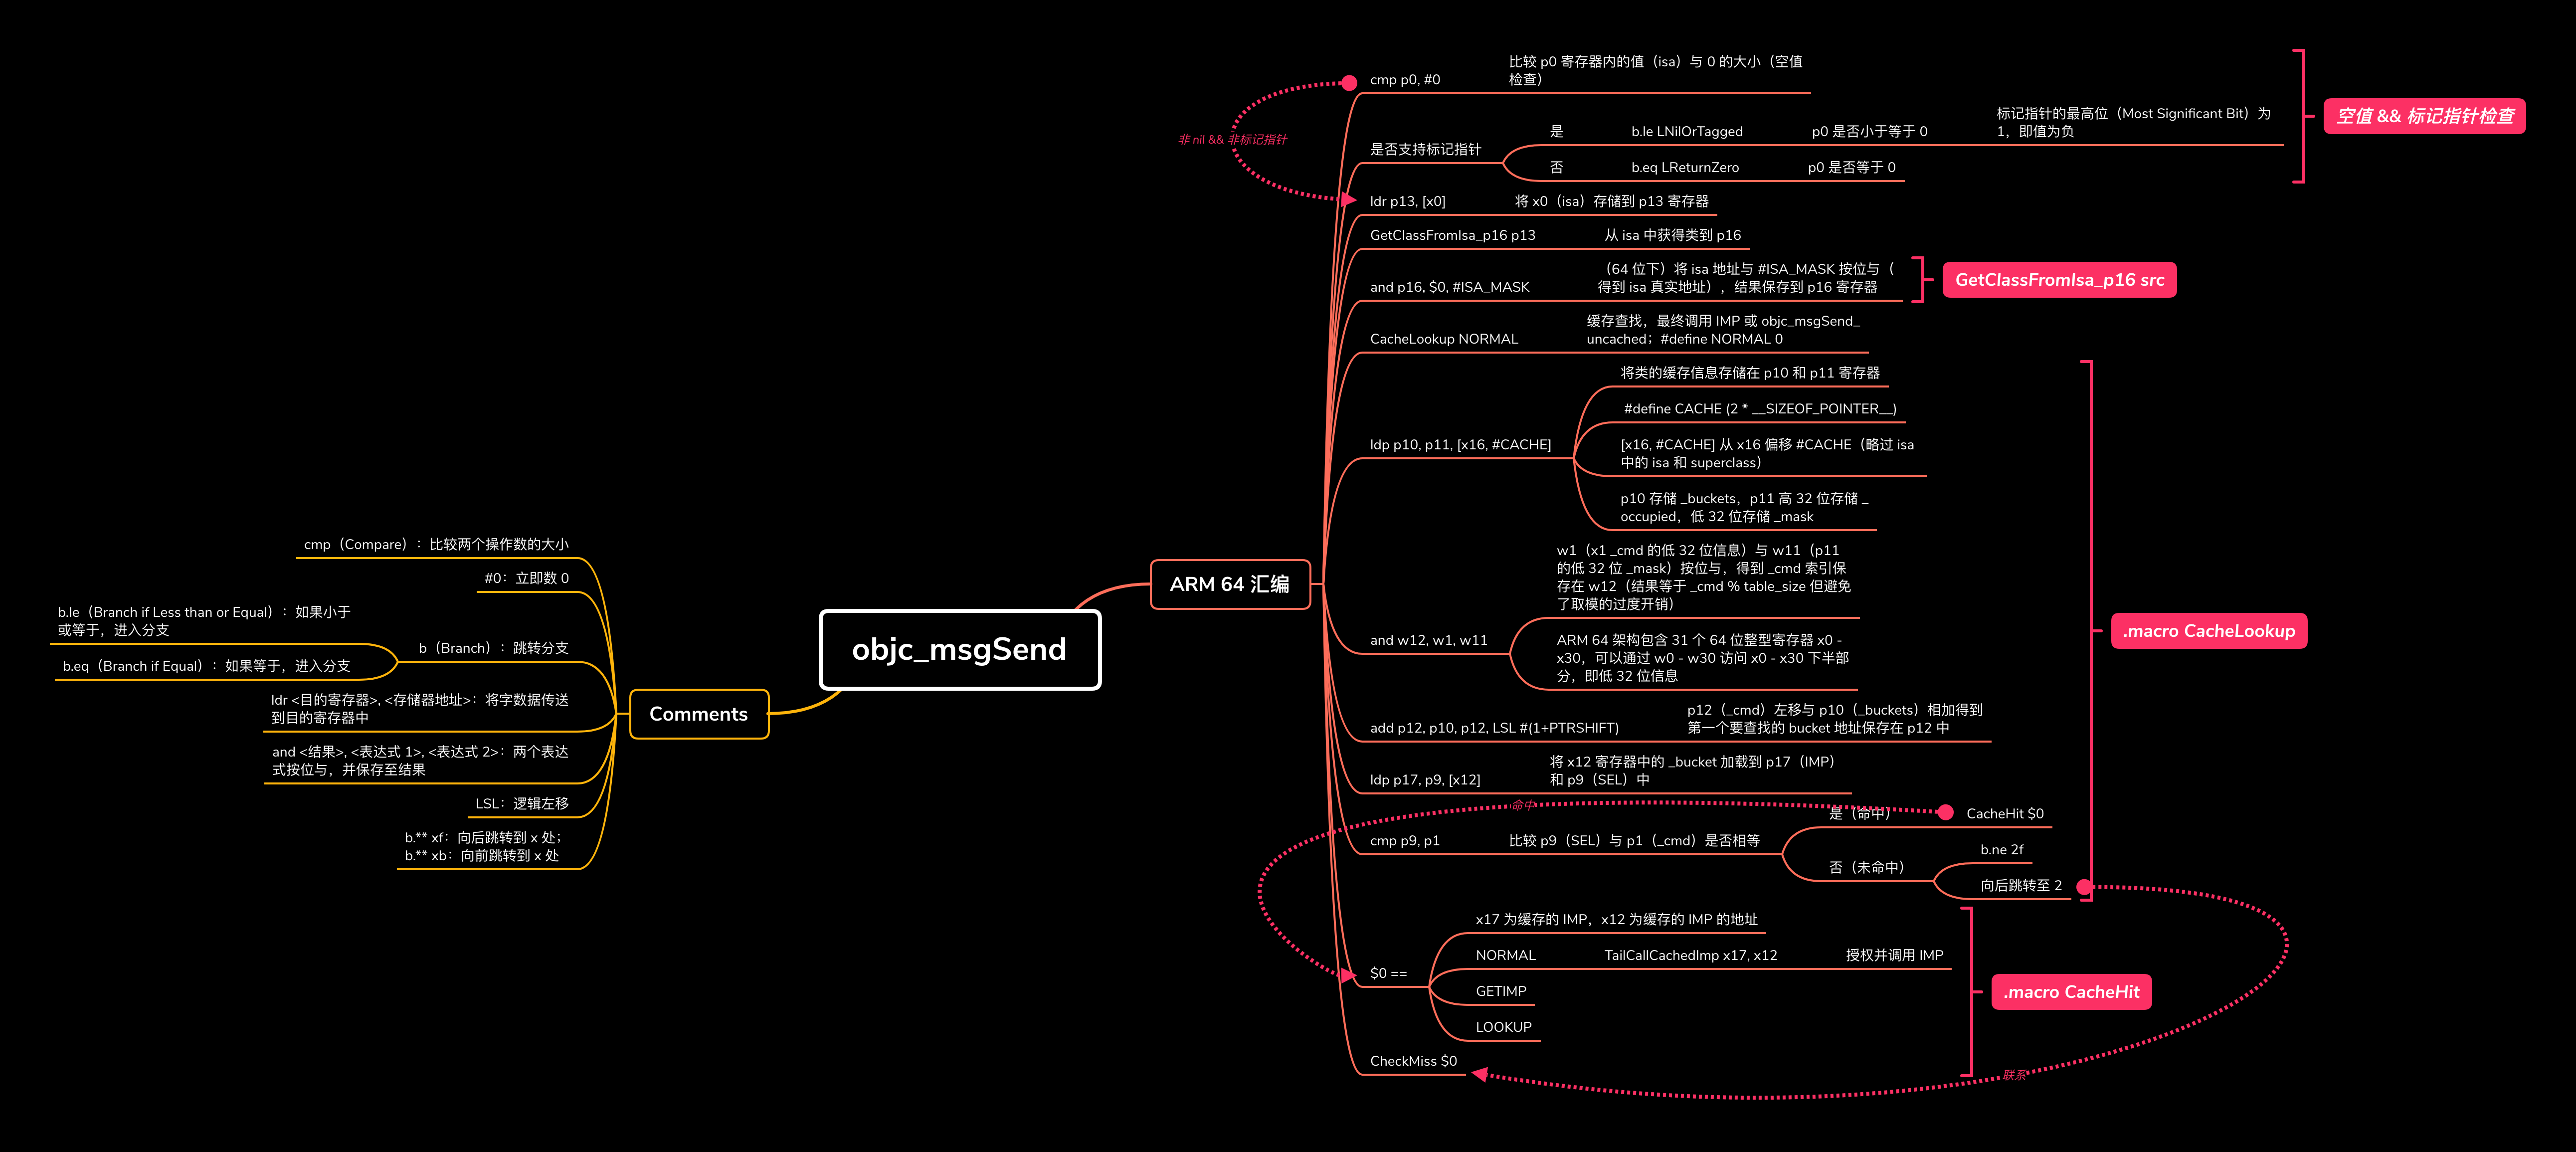 objc_msgSend
ARM 64 汇编
cmp p0, #0
比较 p0 寄存器内的值（isa）与 0 的大小（空值
检查）
是否支持标记指针
是
b.le LNilOrTagged
p0 是否小于等于 0
标记指针的最高位（Most Significant Bit）为
1，即值为负
否
b.eq LReturnZero
p0 是否等于 0
空值 && 标记指针检查
非 nil && 非标记指针
ldr p13, [x0]
将 x0（isa）存储到 p13 寄存器
GetClassFromIsa_p16 p13
从 isa 中获得类到 p16
and p16, $0, #ISA_MASK
（64 位下）将 isa 地址与 #ISA_MASK 按位与（
得到 isa 真实地址），结果保存到 p16 寄存器
GetClassFromIsa_p16 src
CacheLookup NORMAL
缓存查找，最终调用 IMP 或 objc_msgSend_
uncached；#define NORMAL 0
ldp p10, p11, [x16, #CACHE]
将类的缓存信息存储在 p10 和 p11 寄存器
#define CACHE (2 * __SIZEOF_POINTER__)
[x16, #CACHE] 从 x16 偏移 #CACHE（略过 isa
中的 isa 和 superclass）
p10 存储 _buckets，p11 高 32 位存储 _
occupied，低 32 位存储 _mask
and w12, w1, w11
w1（x1 _cmd 的低 32 位信息）与 w11（p11
的低 32 位 _mask）按位与，得到 _cmd 索引保
存在 w12（结果等于 _cmd % table_size 但避免
了取模的过度开销）
ARM 64 架构包含 31 个 64 位整型寄存器 x0 -
x30，可以通过 w0 - w30 访问 x0 - x30 下半部
分，即低 32 位信息
add p12, p10, p12, LSL #(1+PTRSHIFT)
p12（_cmd）左移与 p10（_buckets）相加得到
第一个要查找的 bucket 地址保存在 p12 中
ldp p17, p9, [x12]
将 x12 寄存器中的 _bucket 加载到 p17（IMP）
和 p9（SEL）中
cmp p9, p1
比较 p9（SEL）与 p1（_cmd）是否相等
是（命中）
CacheHit $0
否（未命中）
b.ne 2f
向后跳转至 2
.macro CacheLookup
命中
$0 ==
x17 为缓存的 IMP，x12 为缓存的 IMP 的地址
NORMAL
TailCallCachedImp x17, x12
授权并调用 IMP
GETIMP
LOOKUP
.macro CacheHit
CheckMiss $0
联系
Comments
cmp（Compare）：比较两个操作数的大小
#0：立即数 0
b（Branch）：跳转分支
b.le（Branch if Less than or Equal）：如果小于
或等于，进入分支
b.eq（Branch if Equal）：如果等于，进入分支
ldr <目的寄存器>, <存储器地址>：将字数据传送
到目的寄存器中
and <结果>, <表达式 1>, <表达式 2>：两个表达
式按位与，并保存至结果
LSL：逻辑左移
b.** xf：向后跳转到 x 处；
b.** xb：向前跳转到 x 处